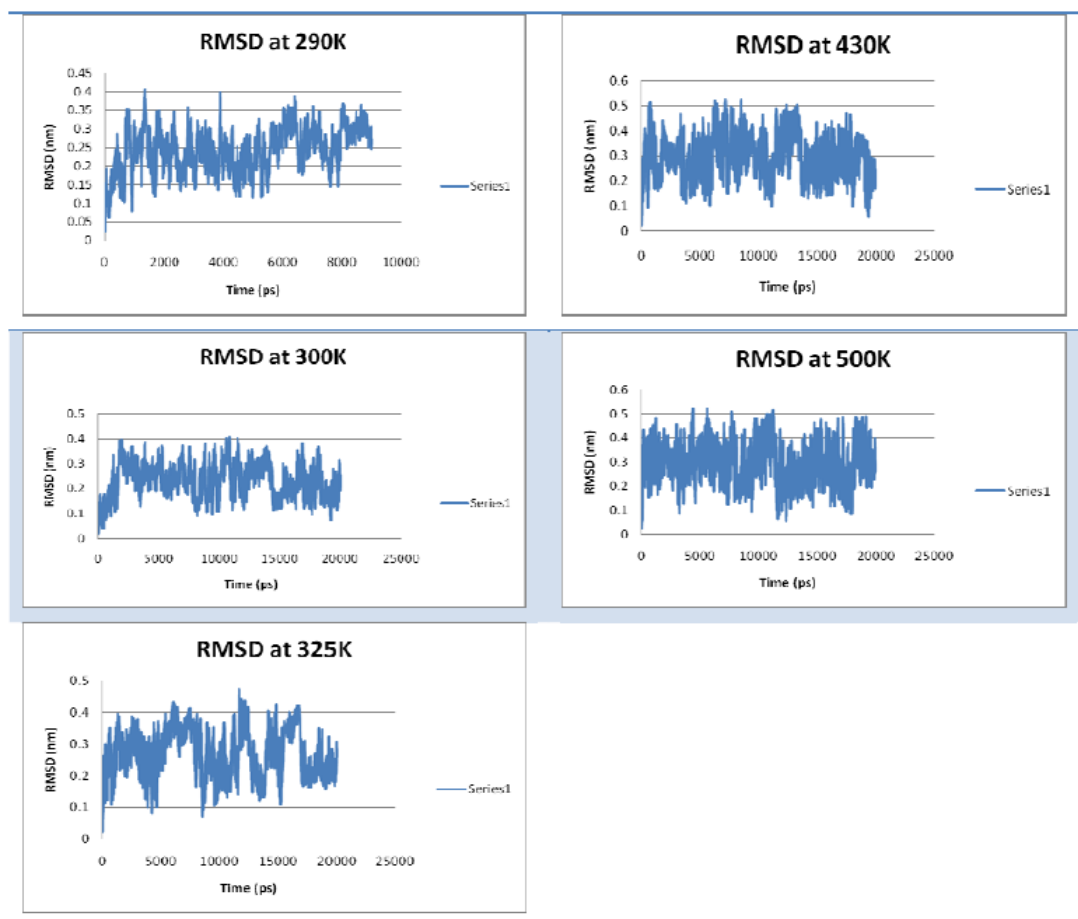 RMSD at 290K
0.45
0.4
0.35
0.3
0.25
0.2
0.15
0.1
0.05
0
RMSD (nm)
0 2000 4000 6000 8000 10000
Time (ps)
Series1
RMSD at 430K
0.6
0.5
0.4
0.3
0.2
0.1
0
RMSD (nm)
0 5000 10000 15000 20000 25000
Time (ps)
Series1
RMSD at 300K
0.5
0.4
0.3
0.2
0.1
0
RMSD (nm)
0 5000 10000 15000 20000 25000
Time (ps)
Series1
RMSD at 500K
0.6
0.5
0.4
0.3
0.2
0.1
0
RMSD (nm)
0 5000 10000 15000 20000 25000
Time (ps)
Series1
RMSD at 325K
0.5
0.4
0.3
0.2
0.1
0
RMSD (nm)
0 5000 10000 15000 20000 25000
Time (ps)
Series1